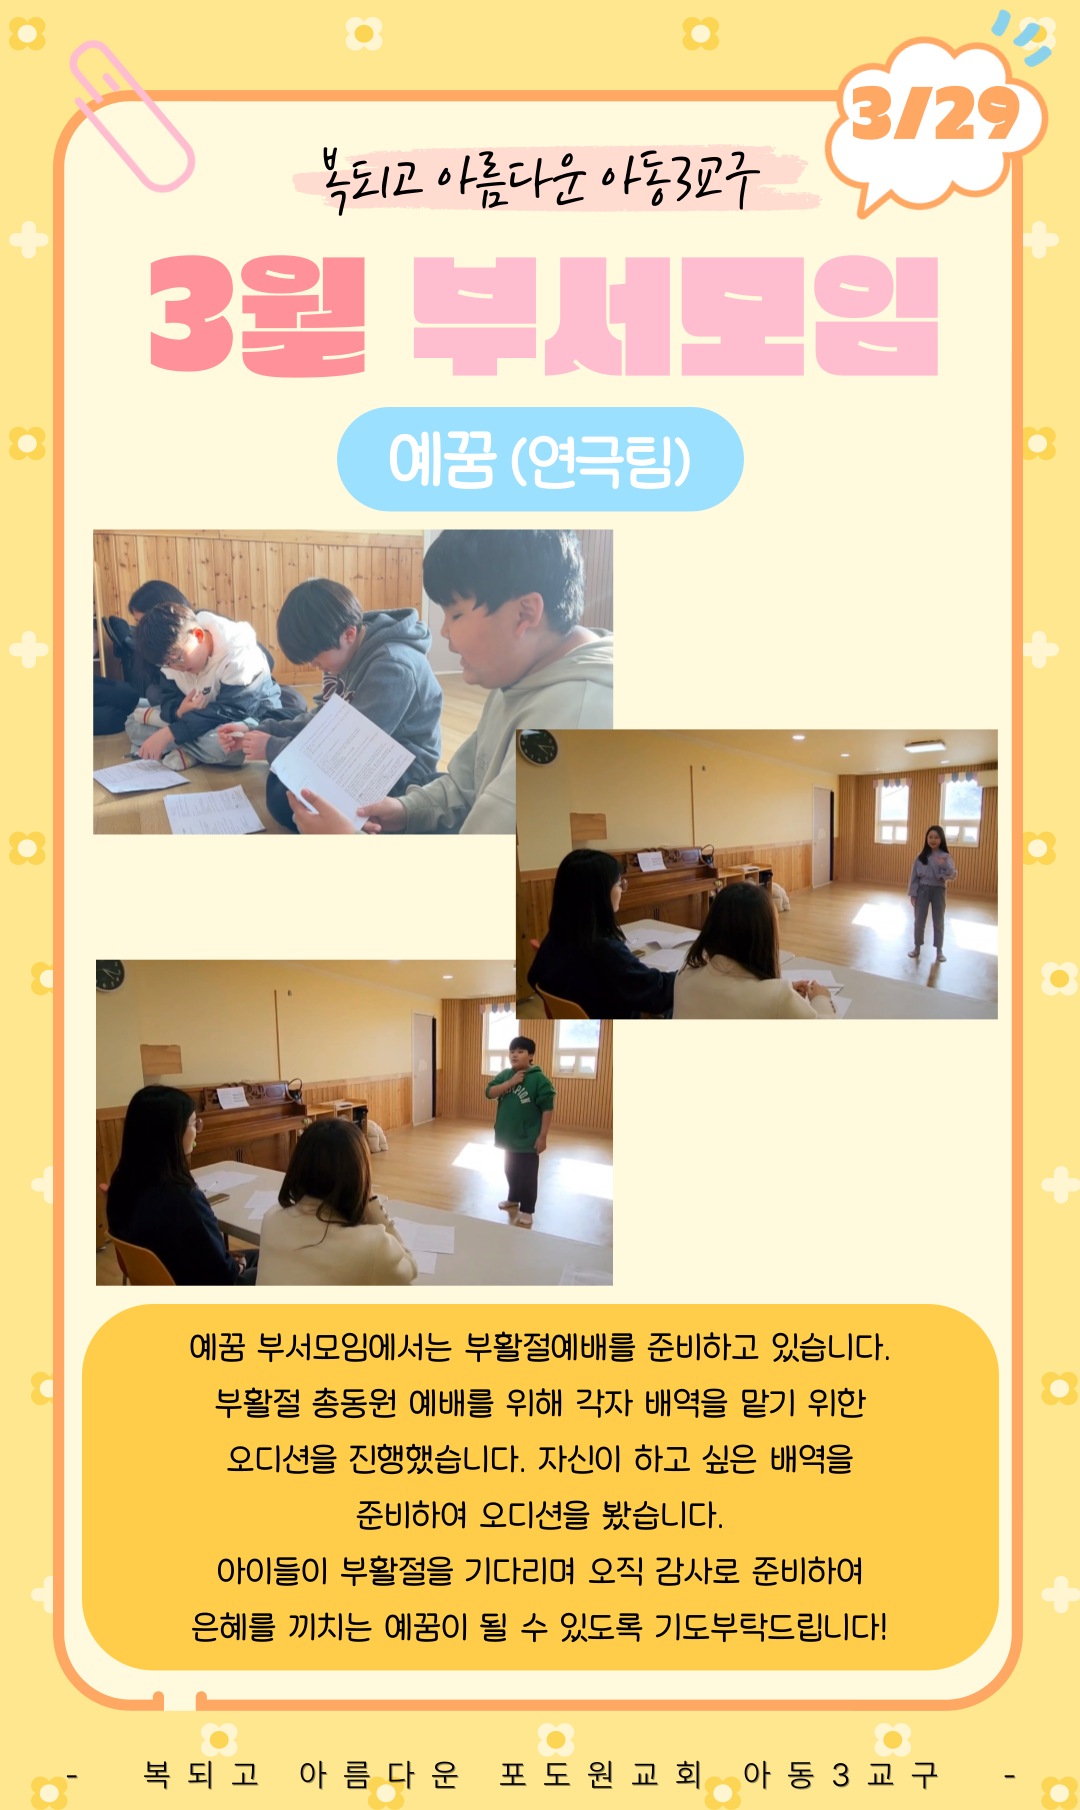 3/29
복되고 아름다운 아동3교구
3월 부서모임
예꿈 (연극팀)
예꿈 부서모임에서는 부활절예배를 준비하고 있습니다.
부활절 총동원 예배를 위해 각자 배역을 맡기 위한
오디션을 진행했습니다. 자신이 하고 싶은 배역을
준비하여 오디션을 봤습니다.
아이들이 부활절을 기다리며 오직 감사로 준비하여
은혜를 끼치는 예꿈이 될 수 있도록 기도부탁드립니다!
- 복되고 아름다운 포도원교회 아동3교구 -